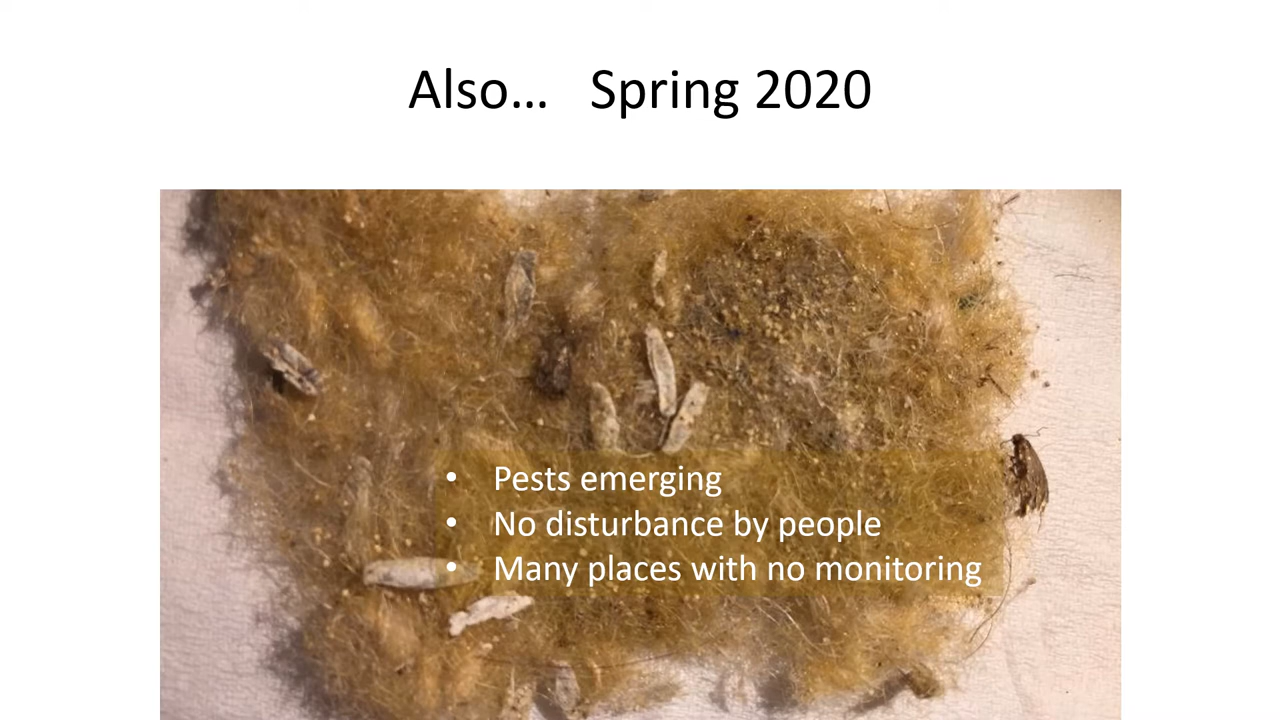 Also… Spring 2020
• Pests emerging
• No disturbance by people
• Many places with no monitoring